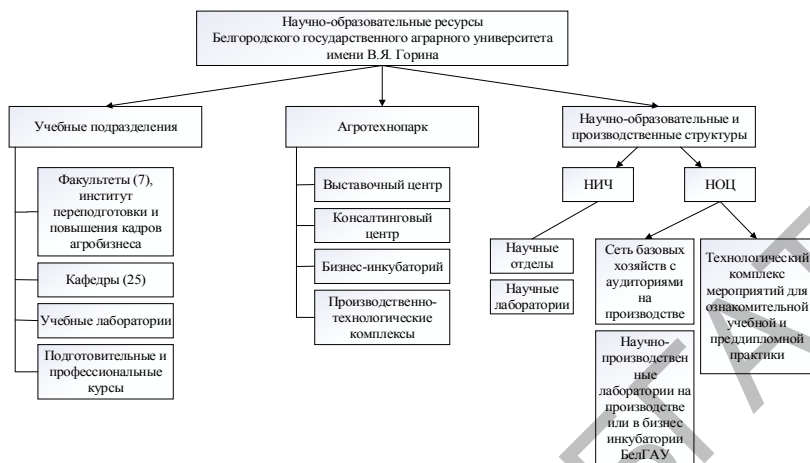 Научно-образовательные ресурсы
Белгородского государственного аграрного университета
имени В.Я. Горина
Учебные подразделения
Агротехнопарк
Научно-образовательные и
производственные структуры
Факультеты (7),
институт
переподготовки и
повышения кадров
агробизнеса
Кафедры (25)
Учебные лаборатории
Подготовительные и
профессиональные
курсы
Выставочный центр
Консалтинговый
центр
Бизнес-инкубаторий
Производственно-
технологические
комплексы
НИЧ
НОЦ
Научные
отделы
Научные
лаборатории
Сеть базовых
хозяйств с
аудиториями
на
производстве
Научно-
производствен
ные
лаборатории на
производстве
или в бизнес
инкубатории
БелГАУ
Технологический
комплекс
мероприятий для
ознакомительной
учебной и
преддипломной
практики
БГАТ